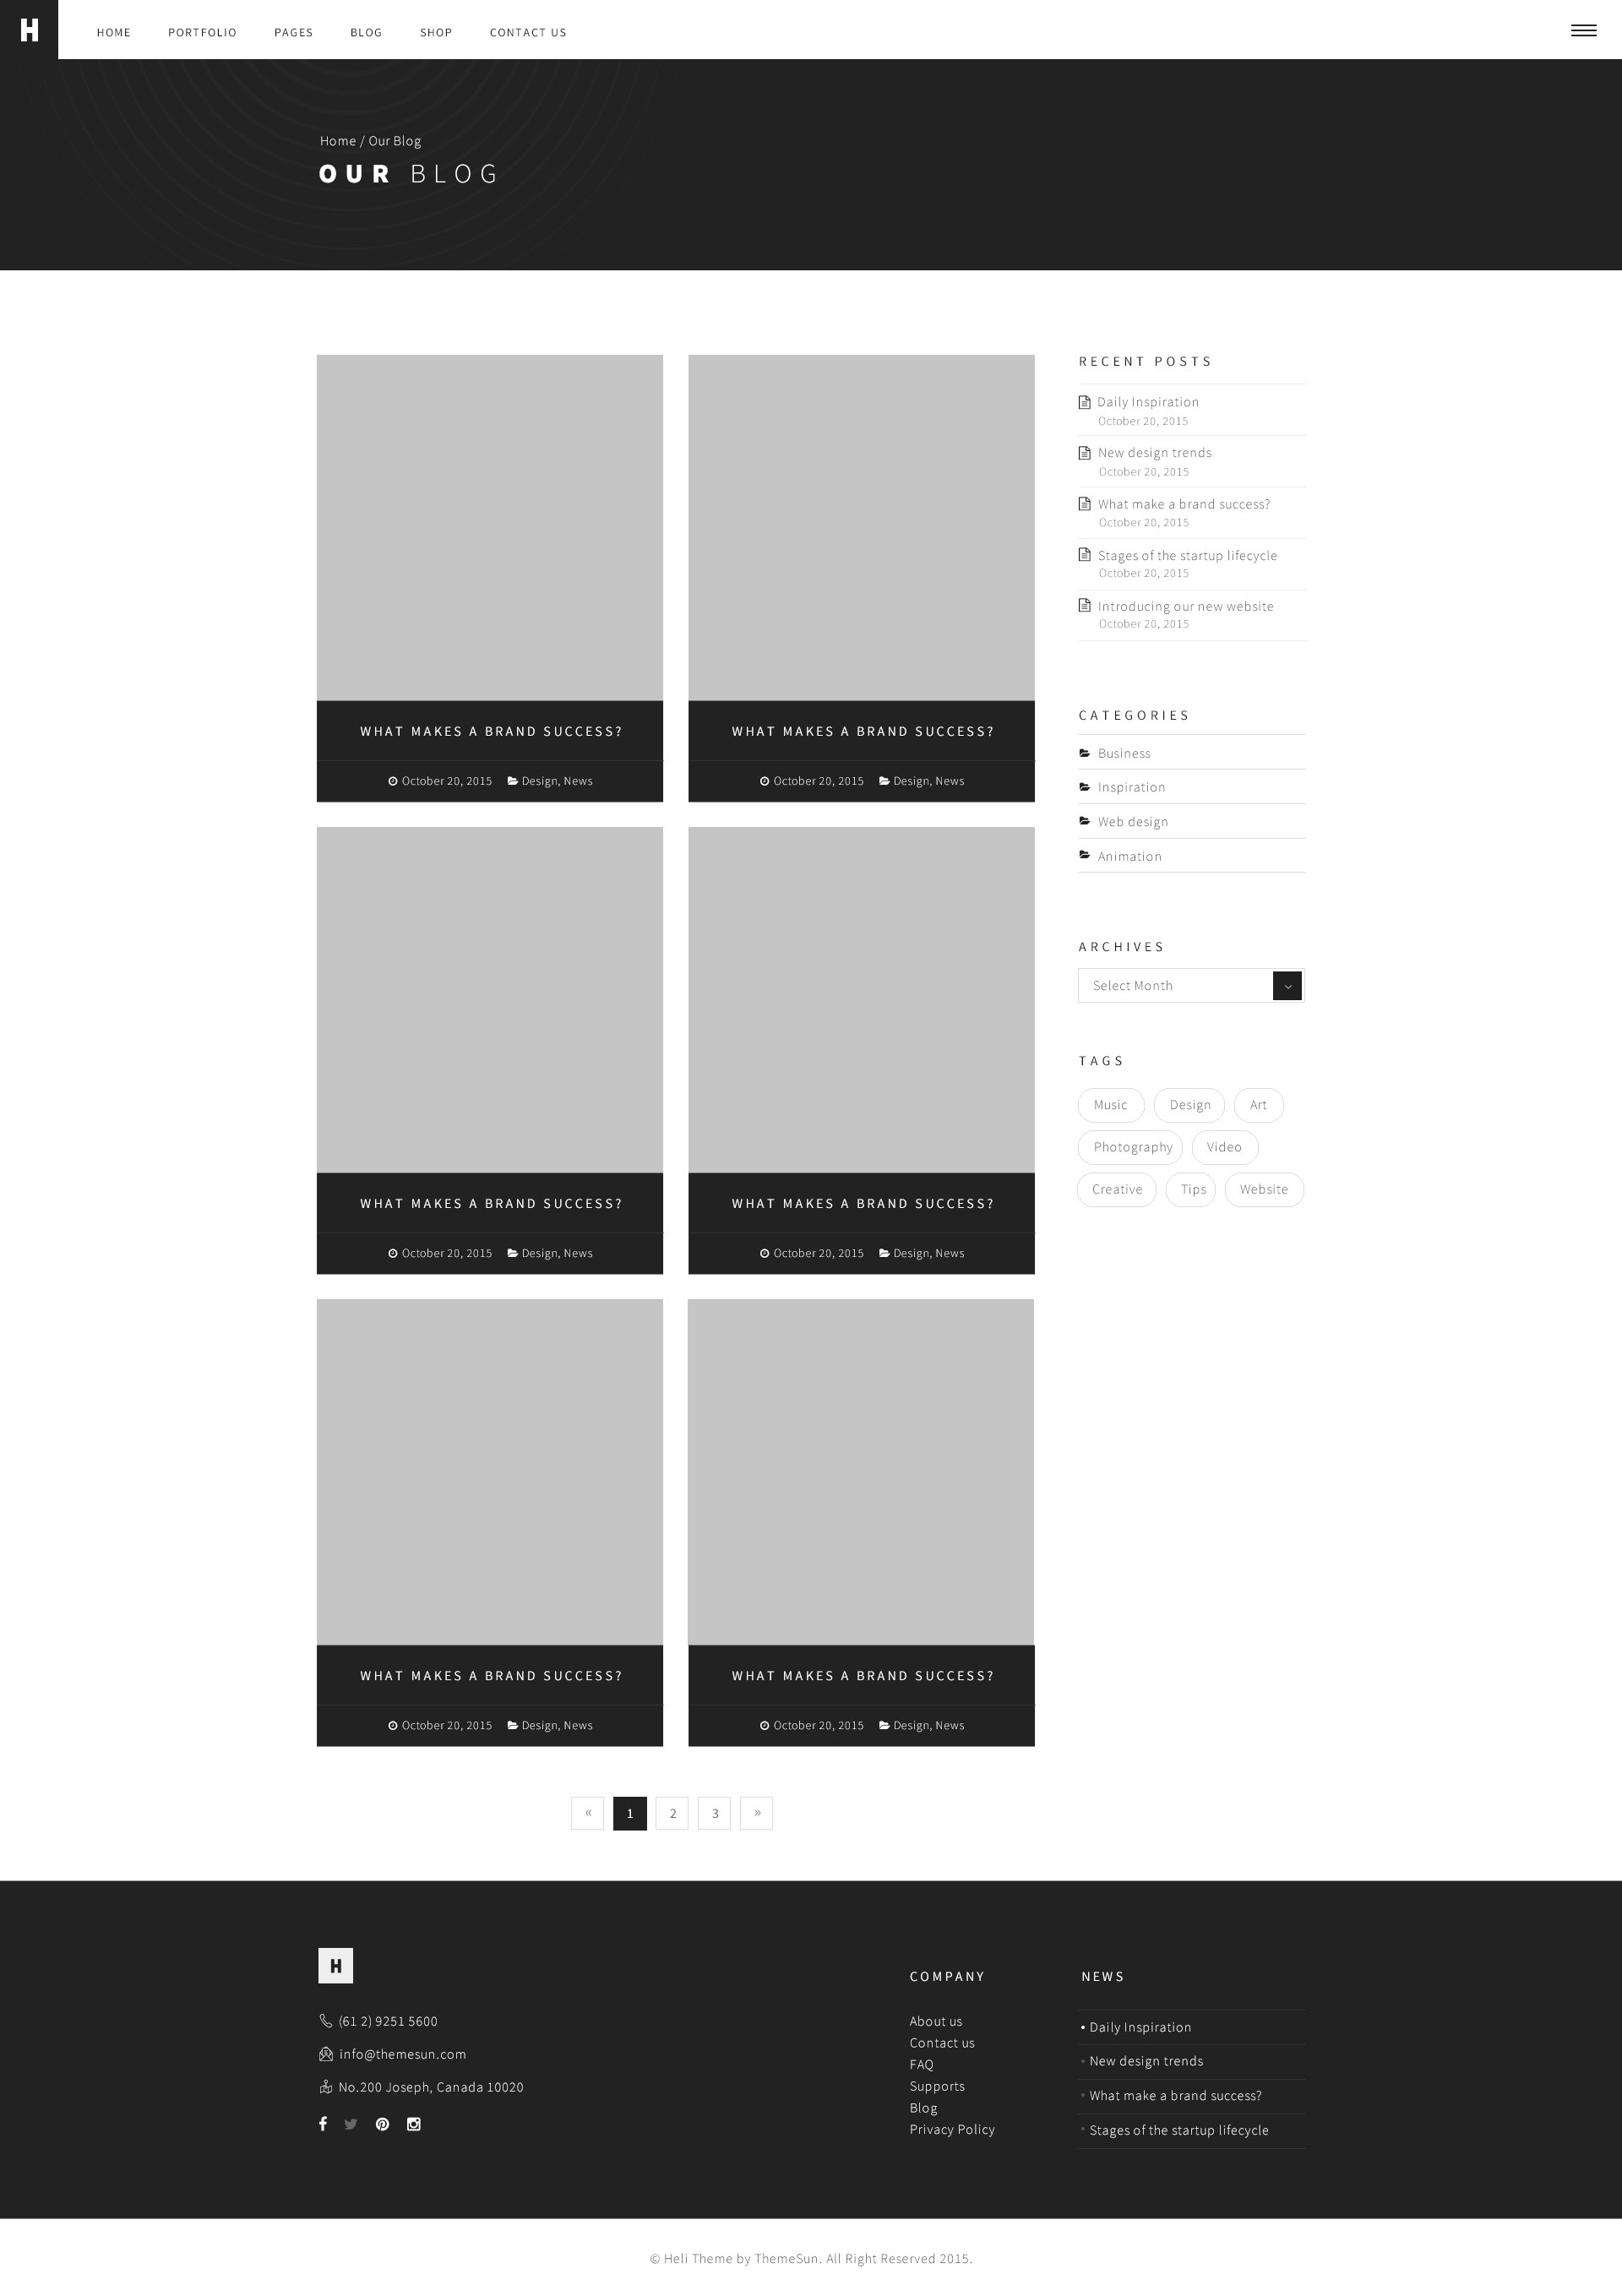 H
HOME PORTFOLIO PAGES BLOG SHOP CONTACT US
Home / Our Blog
OUR BLOG
WHAT MAKES A BRAND SUCCESS?
October 20, 2015 Design, News
WHAT MAKES A BRAND SUCCESS?
October 20, 2015 Design, News
WHAT MAKES A BRAND SUCCESS?
October 20, 2015 Design, News
WHAT MAKES A BRAND SUCCESS?
October 20, 2015 Design, News
WHAT MAKES A BRAND SUCCESS?
October 20, 2015 Design, News
WHAT MAKES A BRAND SUCCESS?
October 20, 2015 Design, News
« 1 2 3 »
RECENT POSTS
Daily Inspiration
October 20, 2015
New design trends
October 20, 2015
What make a brand success?
October 20, 2015
Stages of the startup lifecycle
October 20, 2015
Introducing our new website
October 20, 2015
CATEGORIES
Business
Inspiration
Web design
Animation
ARCHIVES
Select Month
TAGS
Music Design Art
Photography Video
Creative Tips Website
H
(61 2) 9251 5600
info@themesun.com
No.200 Joseph, Canada 10020
COMPANY
About us
Contact us
FAQ
Supports
Blog
Privacy Policy
NEWS
Daily Inspiration
New design trends
What make a brand success?
Stages of the startup lifecycle
© Heli Theme by ThemeSun. All Right Reserved 2015.